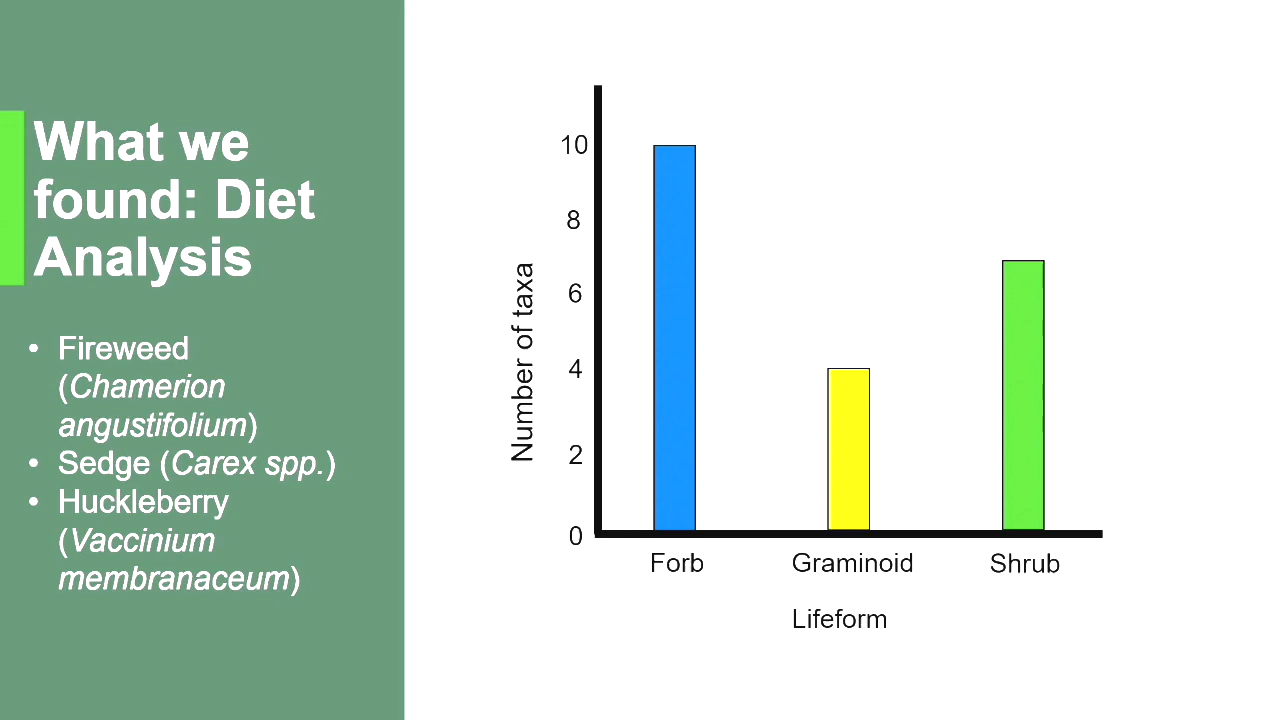 What we
found: Diet
Analysis
• Fireweed
(Chamerion
angustifolium)
• Sedge (Carex spp.)
• Huckleberry
(Vaccinium
membranaceum)
Number of taxa
10
8
6
4
2
0
Forb Graminoid Shrub
Lifeform